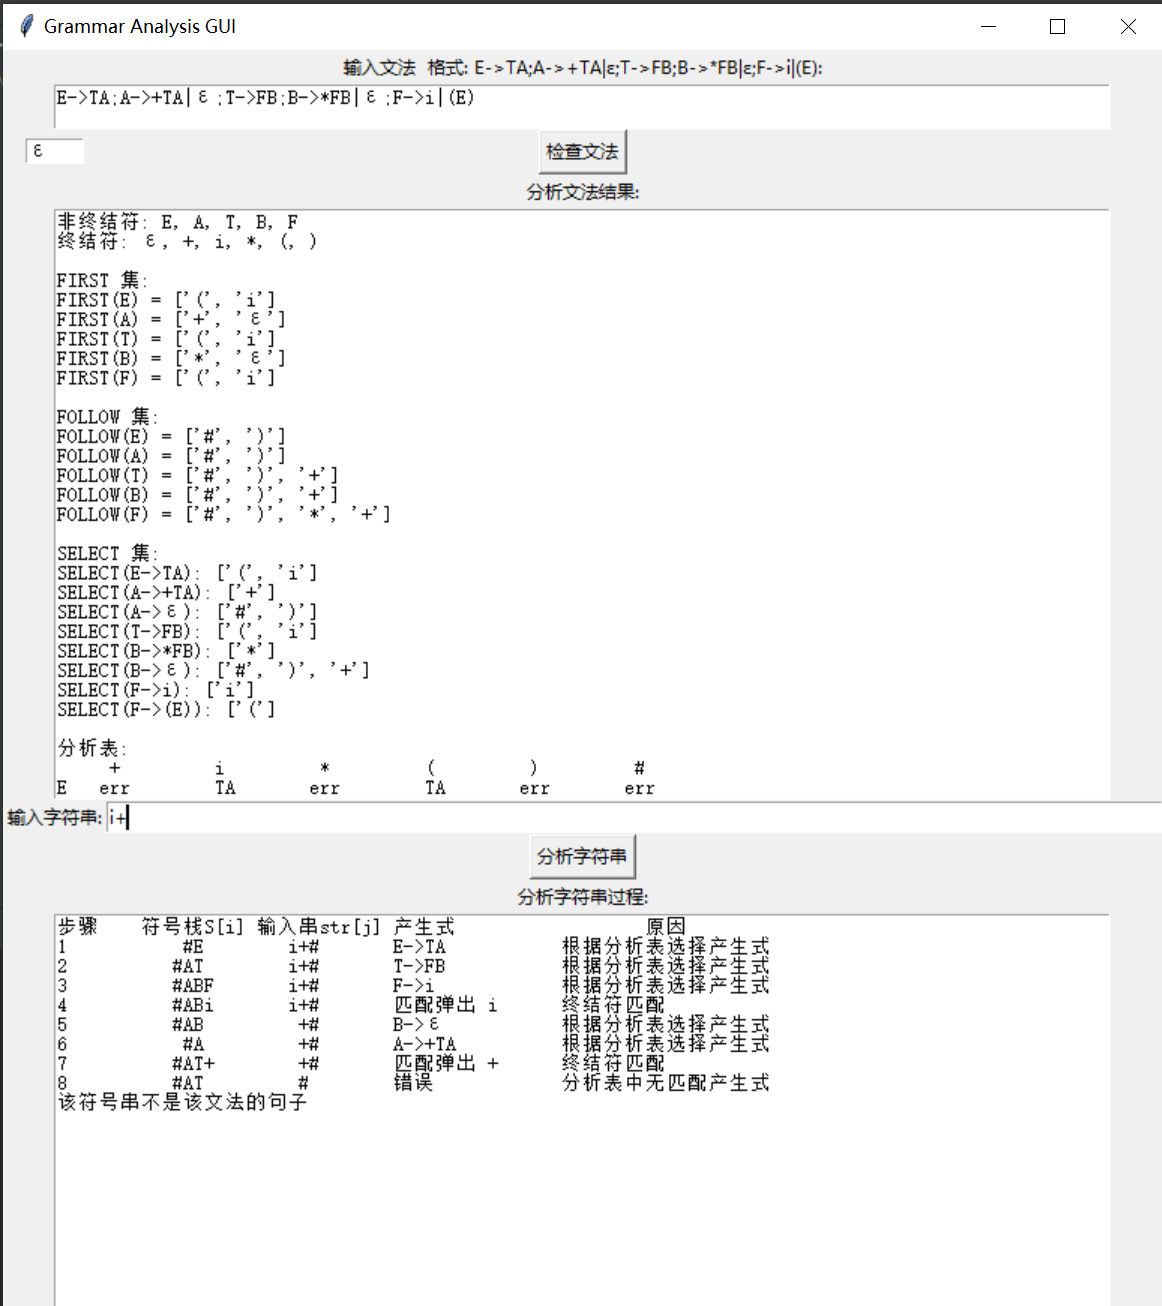 Grammar Analysis GUI
输入文法 格式: E->TA;A->+TA|ε;T->FB;B->*FB|ε;F->i|(E):
E->TA;A->+TA|ε;T->FB;B->*FB|ε;F->i|(E)
ε
检查文法
分析文法结果:
非终结符: E, A, T, B, F
终结符: ε, +, i, *, (, )
FIRST 集:
FIRST(E) = ['(', 'i']
FIRST(A) = ['+', 'ε']
FIRST(T) = ['(', 'i']
FIRST(B) = ['*', 'ε']
FIRST(F) = ['(', 'i']
FOLLOW 集:
FOLLOW(E) = ['#', ')']
FOLLOW(A) = ['#', ')']
FOLLOW(T) = ['#', ')', '+']
FOLLOW(B) = ['#', ')', '+']
FOLLOW(F) = ['#', ')', '*', '+']
SELECT 集:
SELECT(E->TA): ['(', 'i']
SELECT(A->+TA): ['+']
SELECT(A->ε): ['#', ')']
SELECT(T->FB): ['(', 'i']
SELECT(B->*FB): ['*']
SELECT(B->ε): ['#', ')', '+']
SELECT(F->i): ['i']
SELECT(F->(E)): ['(']
分析表:
+ i * ( ) #
E err TA err TA err err
输入字符串: i+
分析字符串
分析字符串过程:
步骤 符号栈S[i] 输入串str[j] 产生式 原因
1 #E i+# E->TA 根据分析表选择产生式
2 #AT i+# T->FB 根据分析表选择产生式
3 #ABF i+# F->i 根据分析表选择产生式
4 #ABi i+# 匹配弹出 i 终结符匹配
5 #AB +# B->ε 根据分析表选择产生式
6 #A +# A->+TA 根据分析表选择产生式
7 #AT+ +# 匹配弹出 + 终结符匹配
8 #AT # 错误 分析表中无匹配产生式
该符号串不是该文法的句子